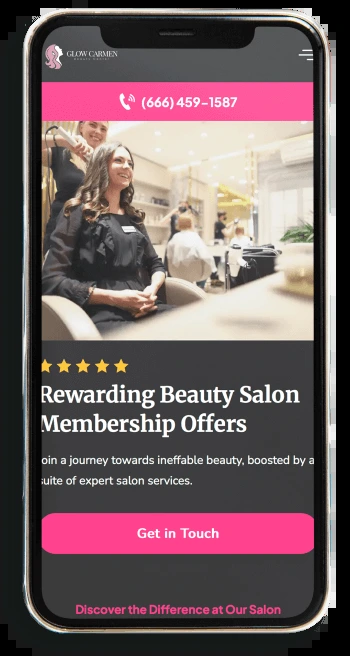 GLOW CARMEN
Beauty Haven
(666) 459-1587
Rewarding Beauty Salon
Membership Offers
oin a journey towards ineffable beauty, boosted by a
suite of expert salon services.
Get in Touch
Discover the Difference at Our Salon